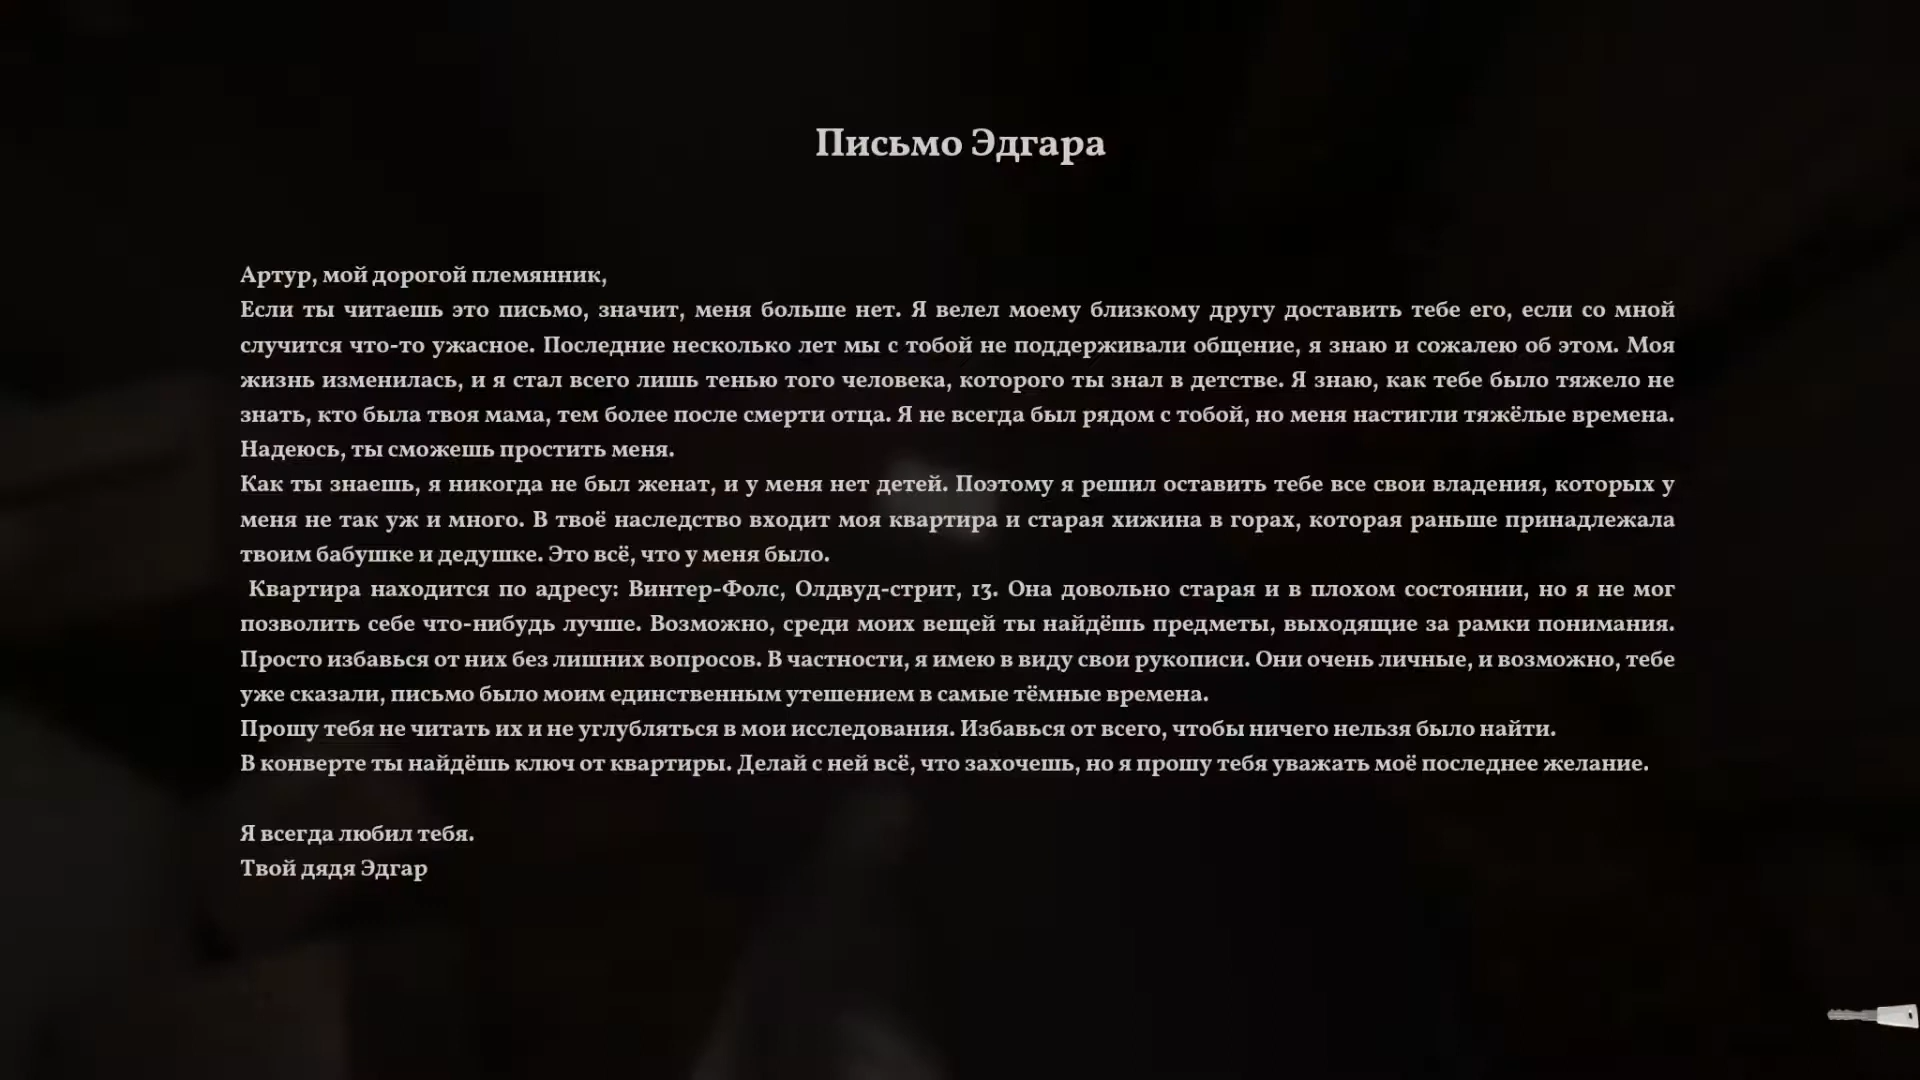 Письмо Эдгара
Артур, мой дорогой племянник,
Если ты читаешь это письмо, значит, меня больше нет. Я велел моему близкому другу доставить тебе его, если со мной
случится что-то ужасное. Последние несколько лет мы с тобой не поддерживали общение, я знаю и сожалею об этом. Моя
жизнь изменилась, и я стал всего лишь тенью того человека, которого ты знал в детстве. Я знаю, как тебе было тяжело не
знать, кто была твоя мама, тем более после смерти отца. Я не всегда был рядом с тобой, но меня настигли тяжёлые времена.
Надеюсь, ты сможешь простить меня.
Как ты знаешь, я никогда не был женат, и у меня нет детей. Поэтому я решил оставить тебе все свои владения, которых у
меня не так уж и много. В твоё наследство входит моя квартира и старая хижина в горах, которая раньше принадлежала
твоим бабушке и дедушке. Это всё, что у меня было.
Квартира находится по адресу: Винтер-Фолс, Олдвуд-стрит, 13. Она довольно старая и в плохом состоянии, но я не мог
позволить себе что-нибудь лучше. Возможно, среди моих вещей ты найдёшь предметы, выходящие за рамки понимания.
Просто избавься от них без лишних вопросов. В частности, я имею в виду свои рукописи. Они очень личные, и возможно, тебе
уже сказали, письмо было моим единственным утешением в самые тёмные времена.
Прошу тебя не читать их и не углубляться в мои исследования. Избавься от всего, чтобы ничего нельзя было найти.
В конверте ты найдёшь ключ от квартиры. Делай с ней всё, что захочешь, но я прошу тебя уважать моё последнее желание.
Я всегда любил тебя.
Твой дядя Эдгар